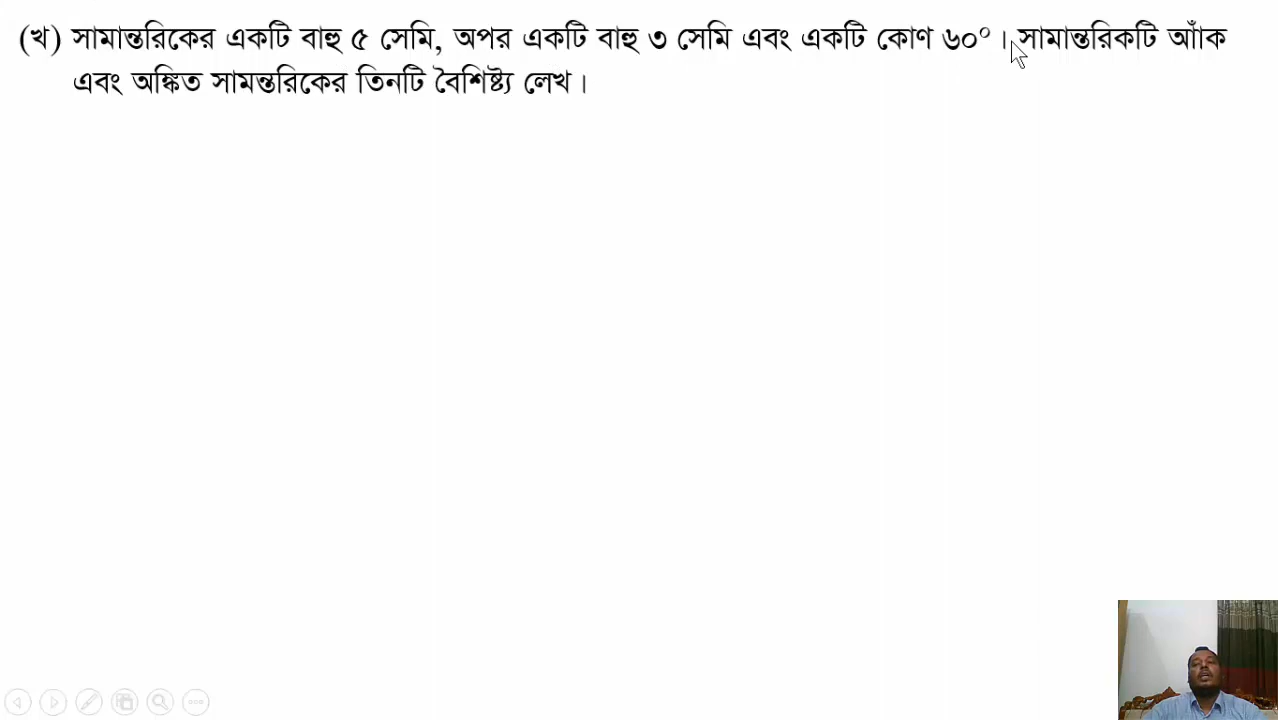 (খ) সামান্তরিকের একটি বাহু ৫ সেমি, অপর একটি বাহু ৩ সেমি এবং একটি কোণ ৬০°। সামান্তরিকটি আঁাক
এবং অঙ্কিত সামন্তরিকের তিনটি বৈশিষ্ট্য লেখ।